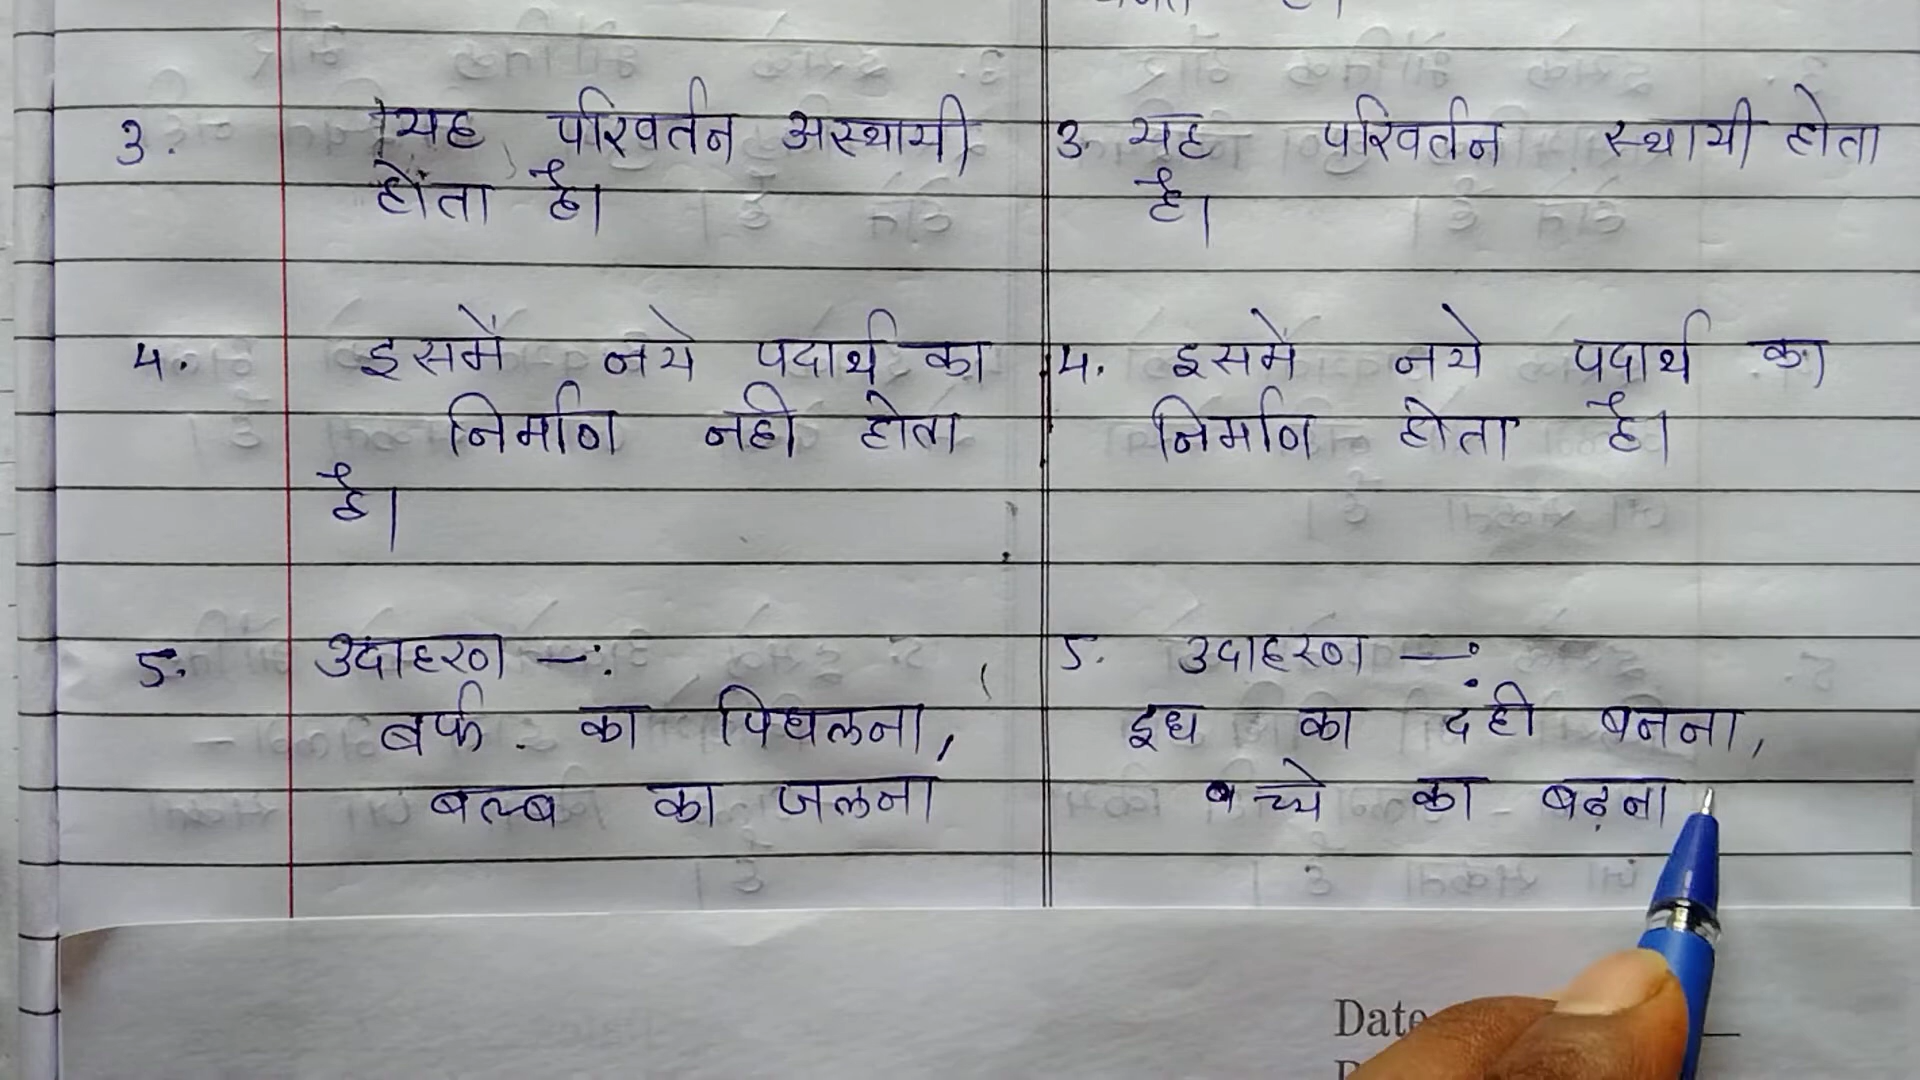 3. यह परिवर्तन अस्थायी
होता है।
4. इसमें नये पदार्थ का
निर्माण नही होता
है।
5. उदाहरण —:
बर्फ का पिघलना,
बल्ब का जलना
3. यह परिवर्तन स्थायी होता
है।
4. इसमें नये पदार्थ का
निर्माण होता है।
5. उदाहरण —:
दूध का दंही बनना,
बच्चे का बढ़ना
Date